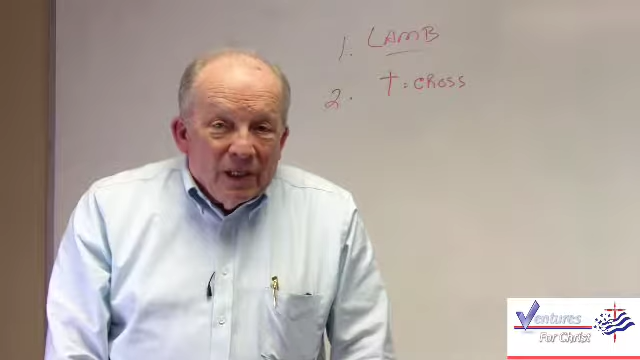 1. LAMB
2. † = CROSS
Ventures
For Christ